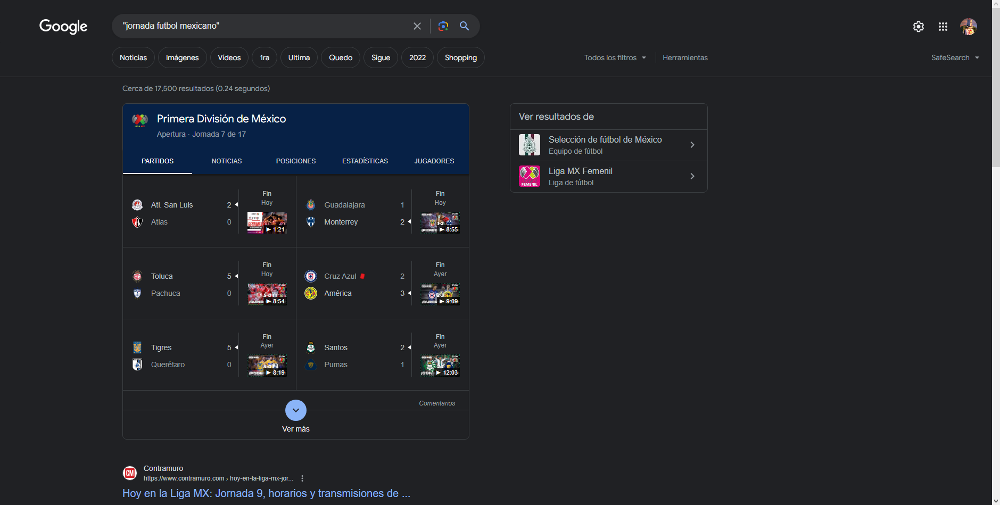 Google
"jornada futbol mexicano"
Noticias
Imágenes
Vídeos
1ra
Ultima
Quedo
Sigue
2022
Shopping
Todos los filtros
Herramientas
SafeSearch
Cerca de 17,500 resultados (0.24 segundos)
Primera División de México
Apertura · Jornada 7 de 17
PARTIDOS
NOTICIAS
POSICIONES
ESTADÍSTICAS
JUGADORES
Atl. San Luis 2
Atlas 0
Fin
Hoy
1:21
Guadalajara 1
Monterrey 2
Fin
Hoy
8:55
Toluca 5
Pachuca 0
Fin
Hoy
8:54
Cruz Azul 2
América 3
Fin
Ayer
9:09
Tigres 5
Querétaro 0
Fin
Ayer
8:19
Santos 2
Pumas 1
Fin
Ayer
12:03
Comentarios
Ver más
Ver resultados de
Selección de fútbol de México
Equipo de fútbol
FEMENIL
Liga MX Femenil
Liga de fútbol
CM
Contramuro
https://www.contramuro.com › hoy-en-la-liga-mx-jor...
Hoy en la Liga MX: Jornada 9, horarios y transmisiones de ...